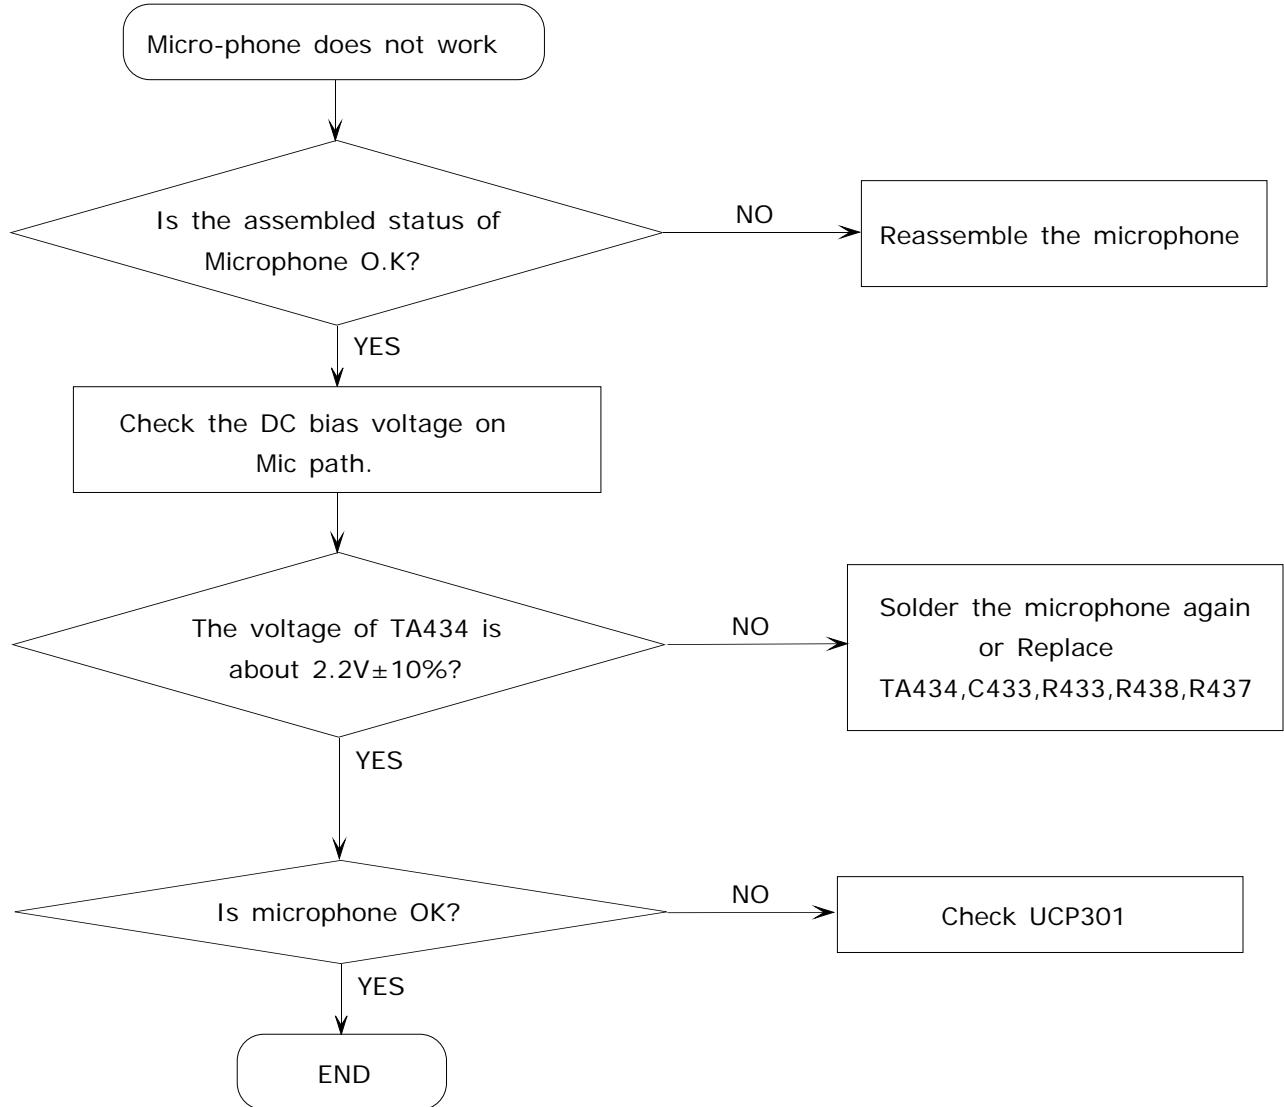 Micro-phone does not work
Is the assembled status of
Microphone O.K?
NO
Reassemble the microphone
YES
Check the DC bias voltage on
Mic path.
The voltage of TA434 is
about 2.2V±10%?
NO
Solder the microphone again
or Replace
TA434,C433,R433,R438,R437
YES
Is microphone OK?
NO
Check UCP301
YES
END